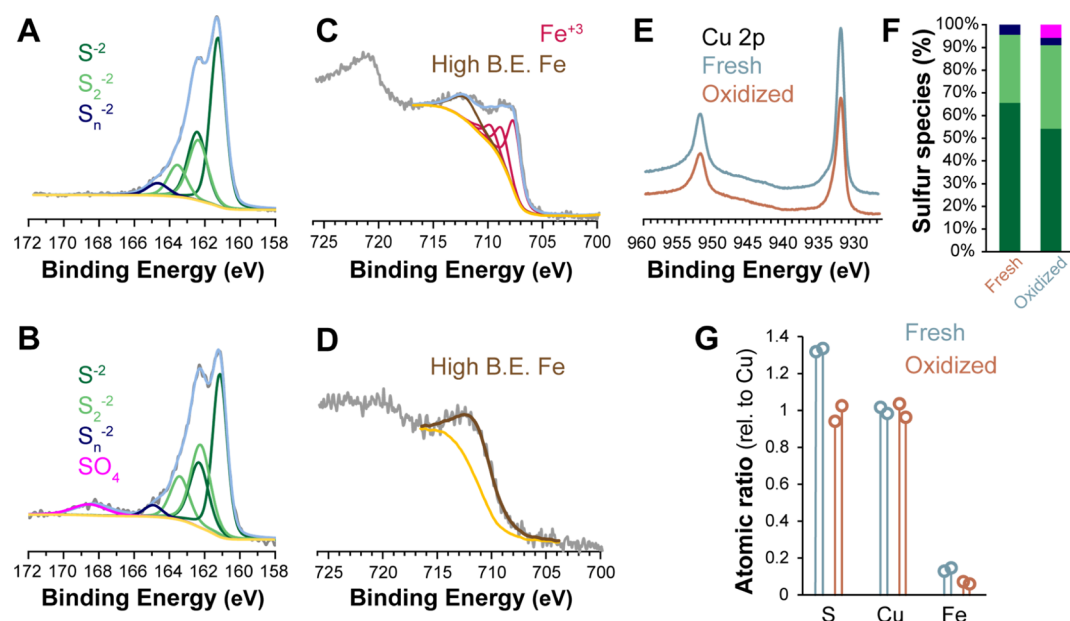 A
S-2
S2-2
Sn-2
172 170 168 166 164 162 160 158
Binding Energy (eV)
C
Fe+3
High B.E. Fe
725 720 715 710 705 700
Binding Energy (eV)
E
Cu 2p
Fresh
Oxidized
960 955 950 945 940 935 930
Binding Energy (eV)
F
Sulfur species (%)
100%
90%
80%
70%
60%
50%
40%
30%
20%
10%
0%
Fresh
Oxidized
B
S-2
S2-2
Sn-2
SO4
172 170 168 166 164 162 160 158
Binding Energy (eV)
D
High B.E. Fe
725 720 715 710 705 700
Binding Energy (eV)
G
Fresh
Oxidized
Atomic ratio (rel. to Cu)
1.4
1.2
1
0.8
0.6
0.4
0.2
0
S Cu Fe